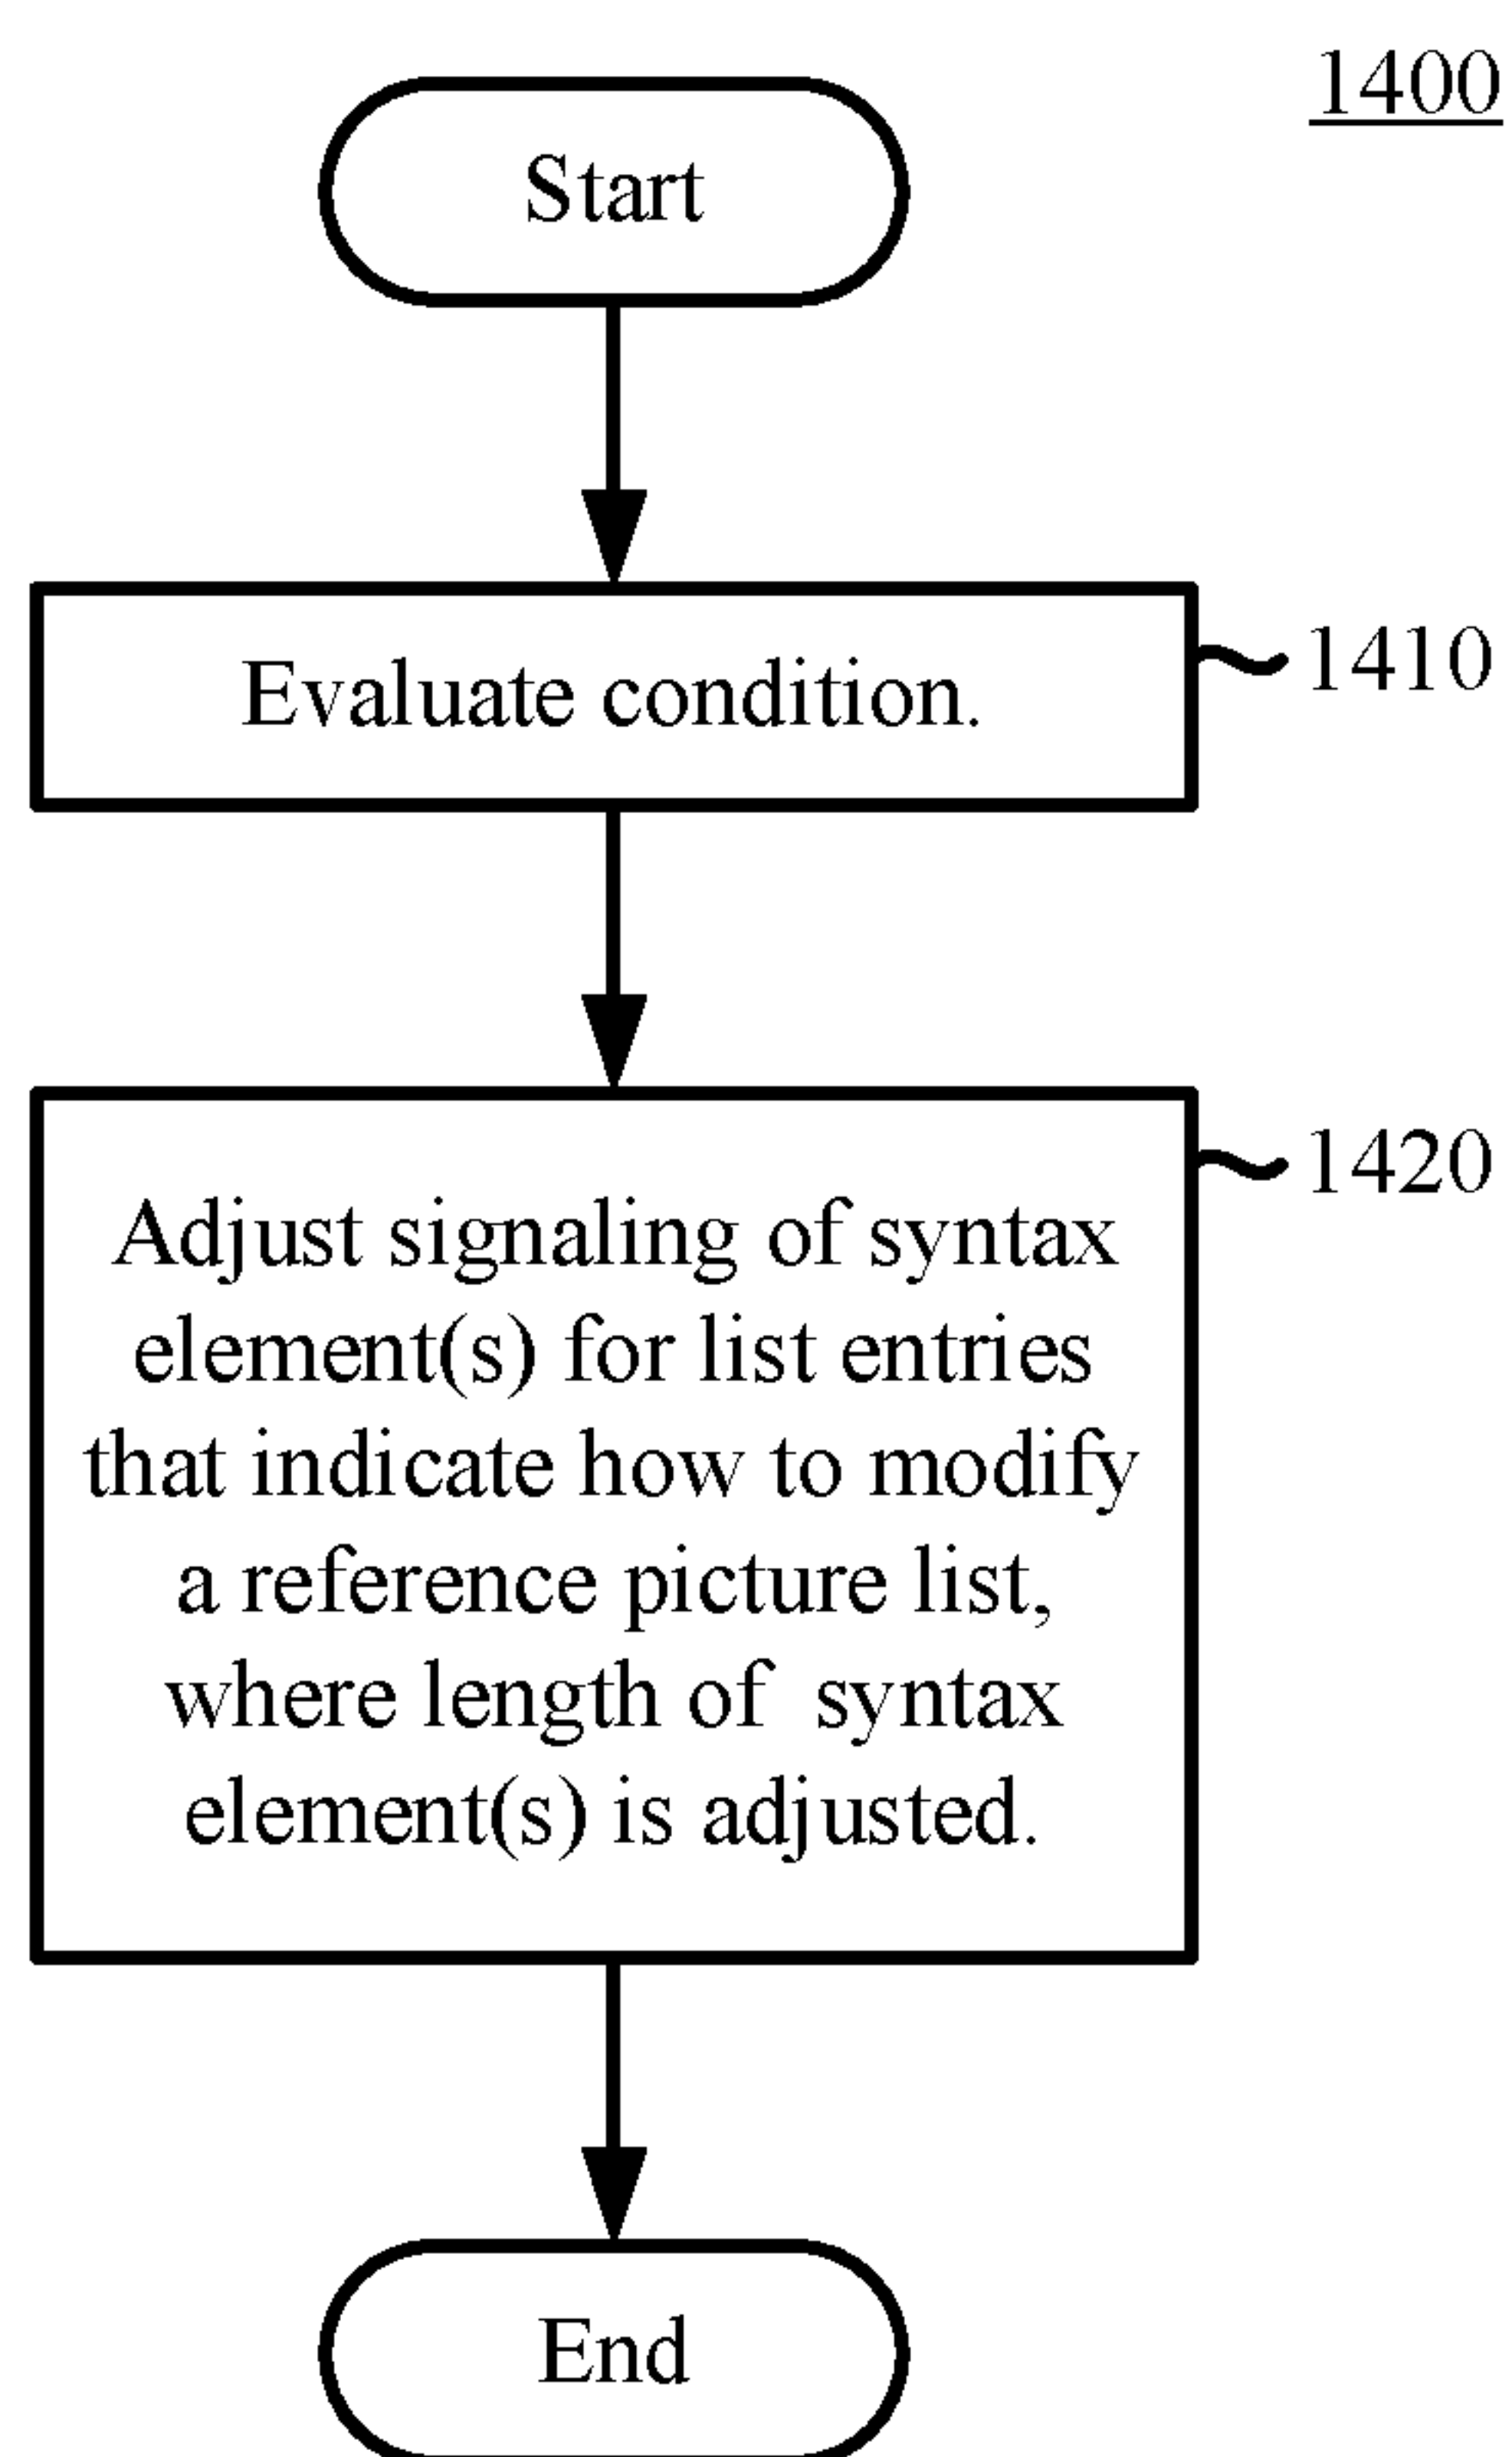 1400
Start
Evaluate condition.
1410
Adjust signaling of syntax
element(s) for list entries
that indicate how to modify
a reference picture list,
where length of  syntax
element(s) is adjusted.
1420
End